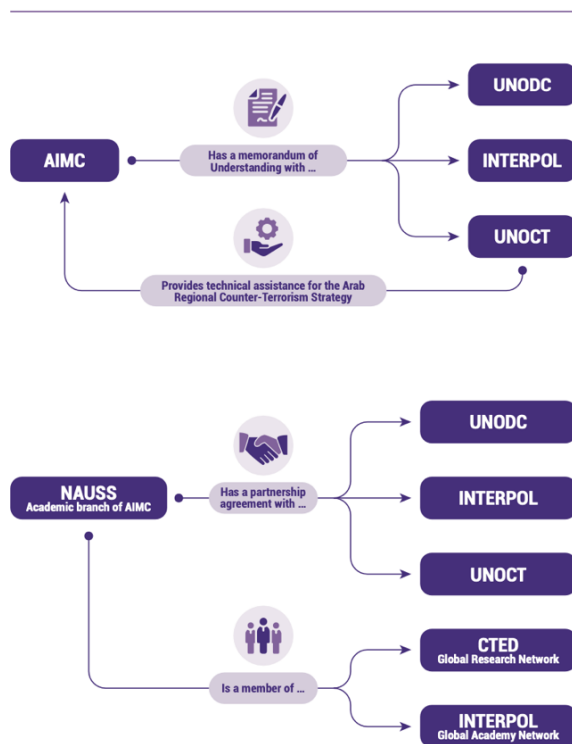 UNODC
AIMC
Has a memorandum of
Understanding with ...
INTERPOL
UNOCT
Provides technical assistance for the Arab
Regional Counter-Terrorism Strategy
UNODC
NAUSS
Academic branch of AIMC
Has a partnership
agreement with ...
INTERPOL
UNOCT
CTED
Global Research Network
Is a member of ...
INTERPOL
Global Academy Network